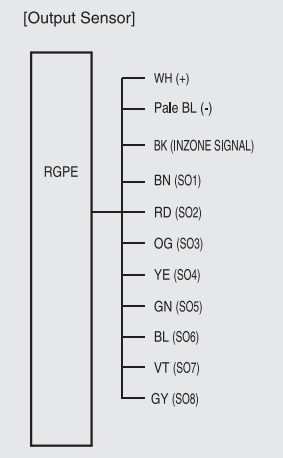 [Output Sensor]
RGPE
WH (+)
Pale BL (-)
BK (INZONE SIGNAL)
BN (SO1)
RD (SO2)
OG (SO3)
YE (SO4)
GN (SO5)
BL (SO6)
VT (SO7)
GY (SO8)